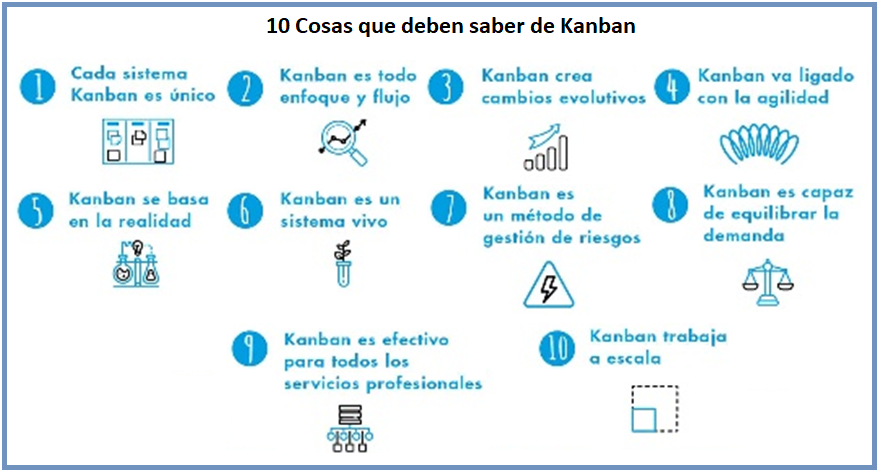 10 Cosas que deben saber de Kanban
1
Cada sistema
Kanban es único
2
Kanban es todo
enfoque y flujo
3
Kanban crea
cambios evolutivos
4
Kanban va ligado
con la agilidad
5
Kanban se basa
en la realidad
6
Kanban es un
sistema vivo
7
Kanban es
un método de
gestión de riesgos
8
Kanban es capaz
de equilibrar la
demanda
9
Kanban es efectivo
para todos los
servicios profesionales
10
Kanban trabaja
a escala